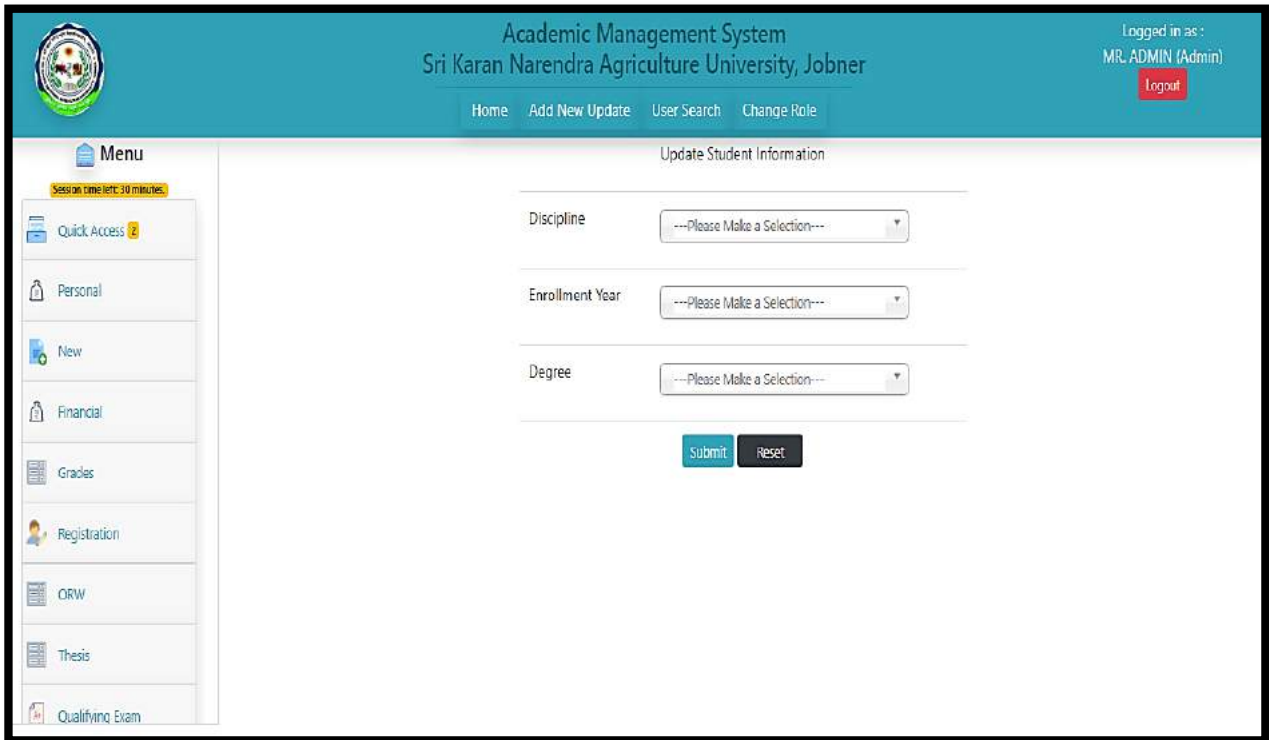 Academic Management System
Sri Karan Narendra Agriculture University, Jobner
Home Add New Update User Search Change Role
Logged in as :
MR. ADMIN (Admin)
Logout
Menu
Session time left: 30 minutes.
Quick Access 2
Personal
New
Financial
Grades
Registration
ORW
Thesis
Qualifying Exam
Update Student Information
Discipline ---Please Make a Selection---
Enrollment Year ---Please Make a Selection---
Degree ---Please Make a Selection---
Submit Reset